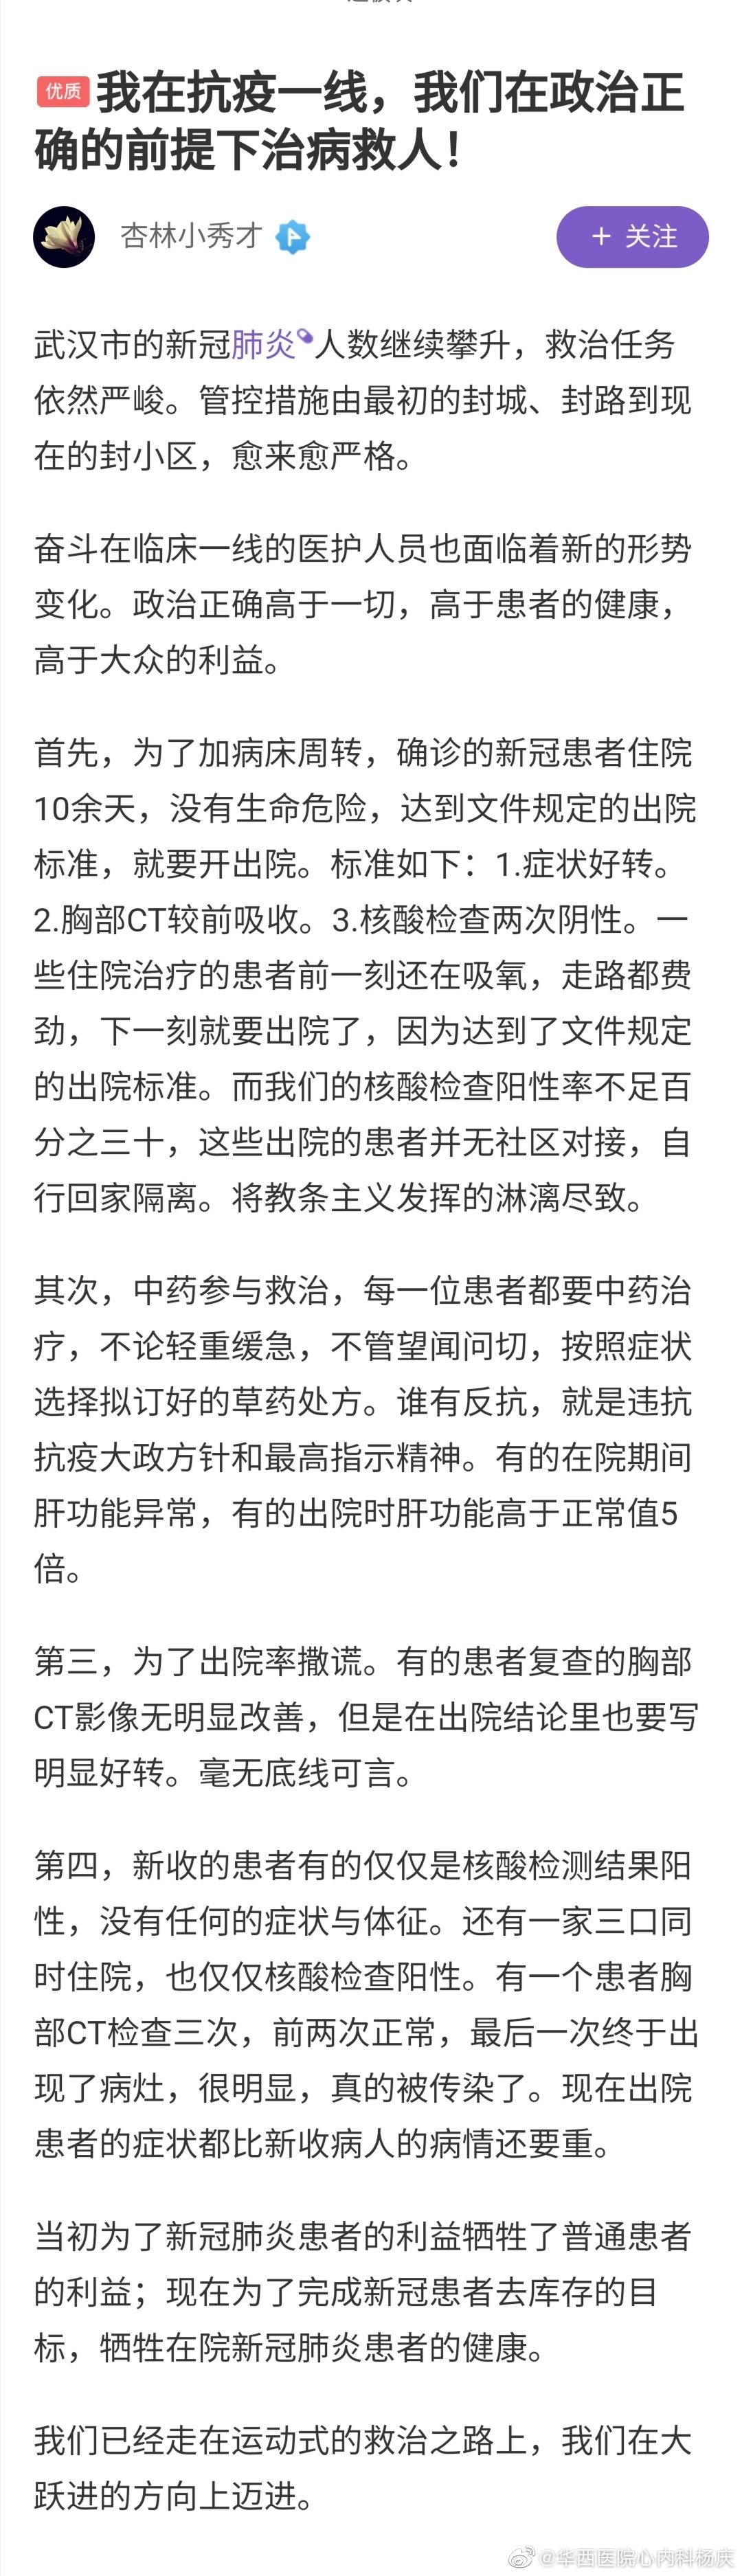 优质 我在抗疫一线，我们在政治正
确的前提下治病救人！
杏林小秀才
+ 关注
武汉市的新冠肺炎人数继续攀升，救治任务
依然严峻。管控措施由最初的封城、封路到现
在的封小区，愈来愈严格。
奋斗在临床一线的医护人员也面临着新的形势
变化。政治正确高于一切，高于患者的健康，
高于大众的利益。
首先，为了加病床周转，确诊的新冠患者住院
10余天，没有生命危险，达到文件规定的出院
标准，就要开出院。标准如下：1.症状好转。
2.胸部CT较前吸收。3.核酸检查两次阴性。一
些住院治疗的患者前一刻还在吸氧，走路都费
劲，下一刻就要出院了，因为达到了文件规定
的出院标准。而我们的核酸检查阳性率不足百
分之三十，这些出院的患者并无社区对接，自
行回家隔离。将教条主义发挥的淋漓尽致。
其次，中药参与救治，每一位患者都要中药治
疗，不论轻重缓急，不管望闻问切，按照症状
选择拟订好的草药处方。谁有反抗，就是违抗
抗疫大政方针和最高指示精神。有的在院期间
肝功能异常，有的出院时肝功能高于正常值5
倍。
第三，为了出院率撒谎。有的患者复查的胸部
CT影像无明显改善，但是在出院结论里也要写
明显好转。毫无底线可言。
第四，新收的患者有的仅仅是核酸检测结果阳
性，没有任何的症状与体征。还有一家三口同
时住院，也仅仅核酸检查阳性。有一个患者胸
部CT检查三次，前两次正常，最后一次终于出
现了病灶，很明显，真的被传染了。现在出院
患者的症状都比新收病人的病情还要重。
当初为了新冠肺炎患者的利益牺牲了普通患者
的利益；现在为了完成新冠患者去库存的目
标，牺牲在院新冠肺炎患者的健康。
我们已经走在运动式的救治之路上，我们在大
跃进的方向上迈进。
@华西医院心内科杨庆